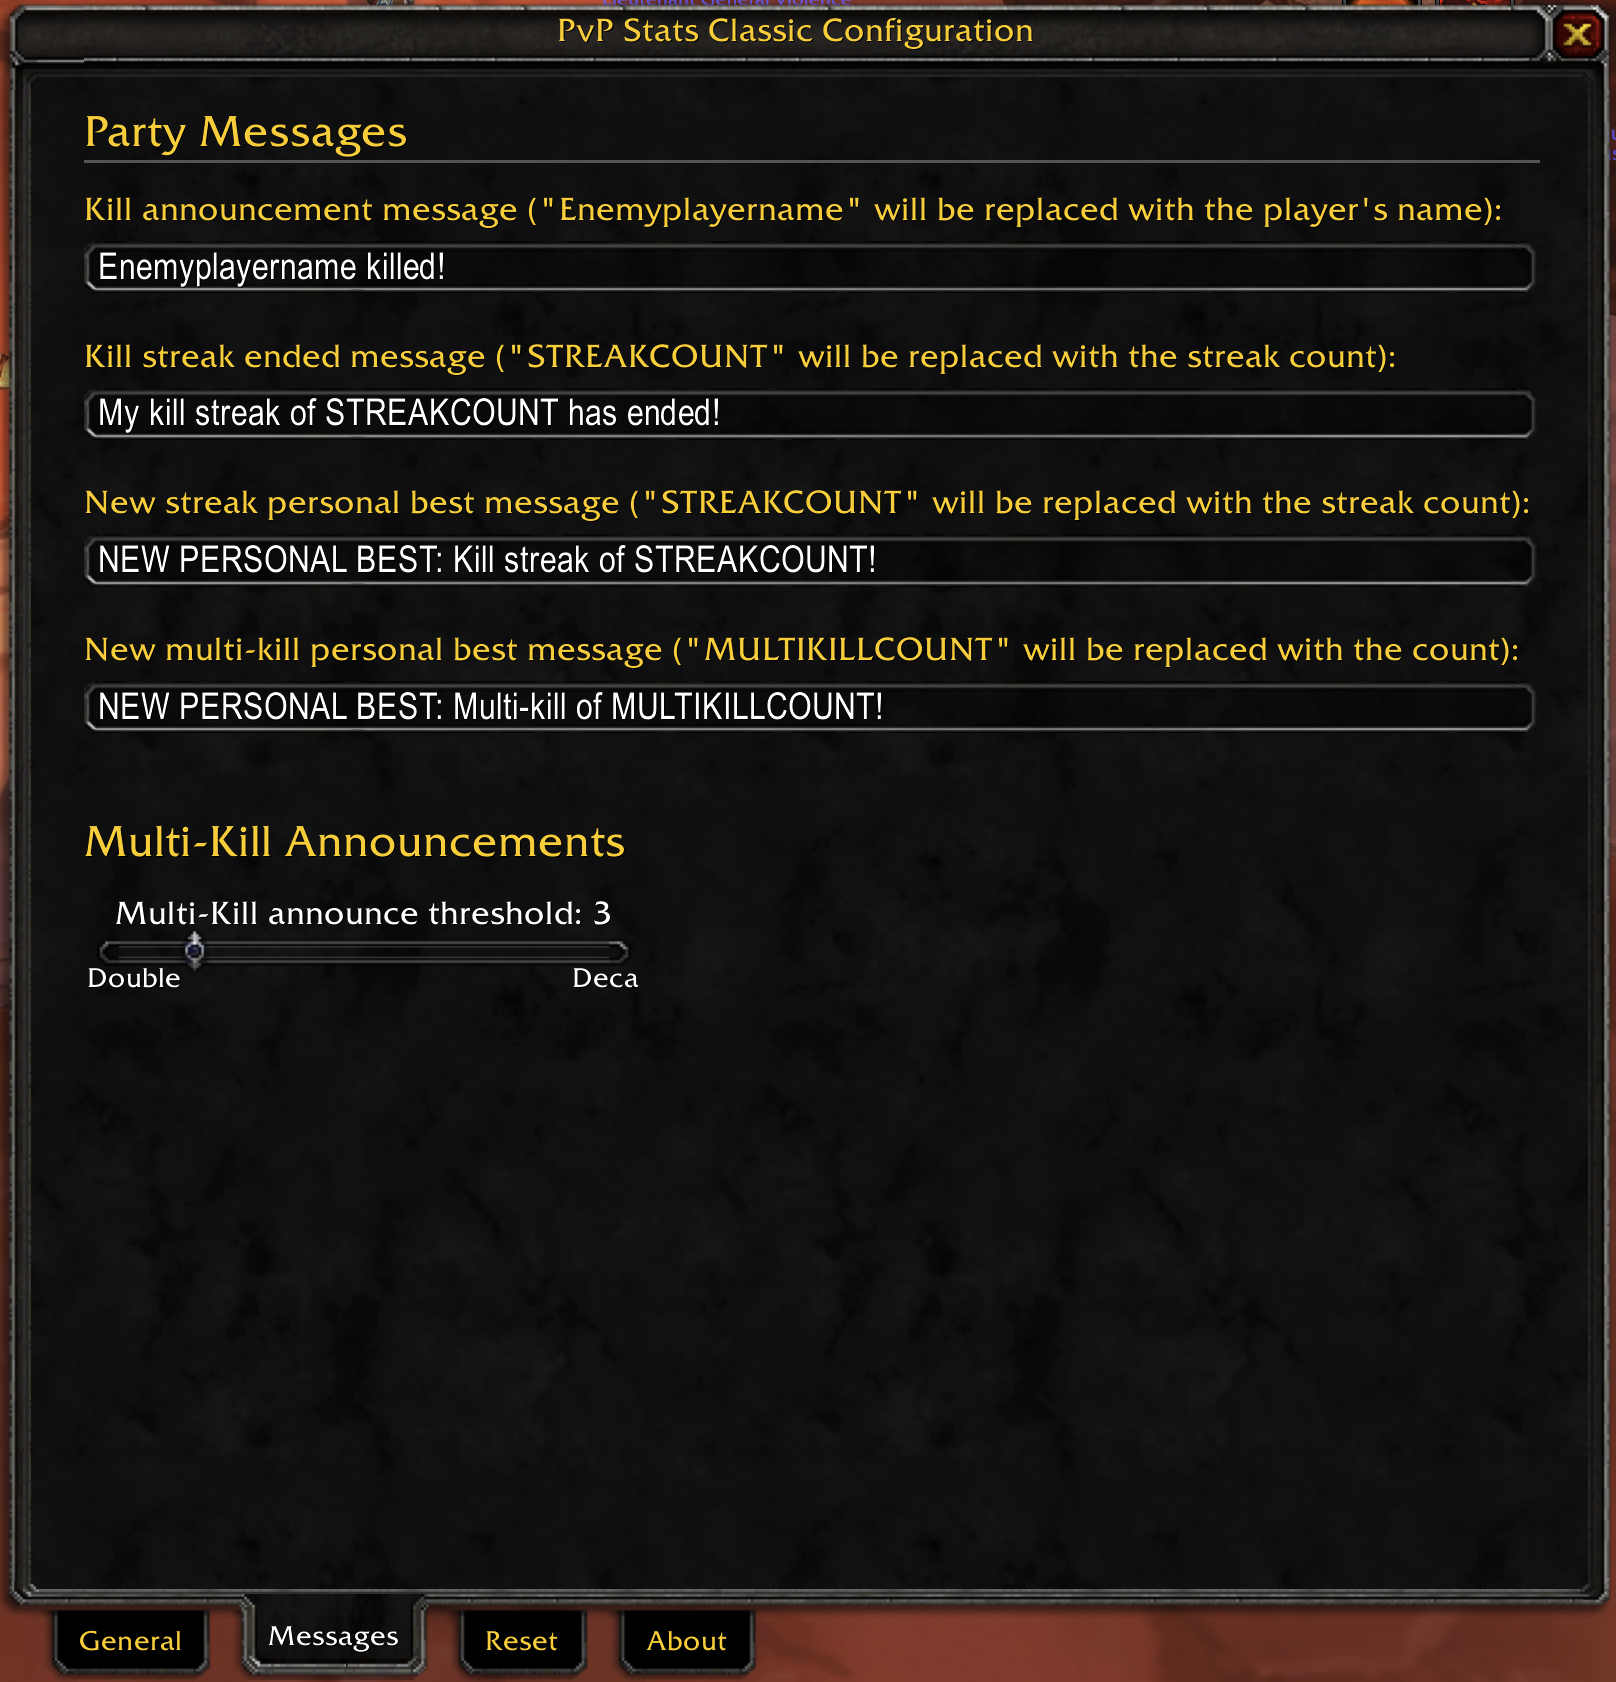 Lieutenant General Violence
PvP Stats Classic Configuration
Party Messages
Kill announcement message ("Enemyplayername" will be replaced with the player's name):
Enemyplayername killed!
Kill streak ended message ("STREAKCOUNT" will be replaced with the streak count):
My kill streak of STREAKCOUNT has ended!
New streak personal best message ("STREAKCOUNT" will be replaced with the streak count):
NEW PERSONAL BEST: Kill streak of STREAKCOUNT!
New multi-kill personal best message ("MULTIKILLCOUNT" will be replaced with the count):
NEW PERSONAL BEST: Multi-kill of MULTIKILLCOUNT!
Multi-Kill Announcements
Multi-Kill announce threshold: 3
Double Deca
General Messages Reset About